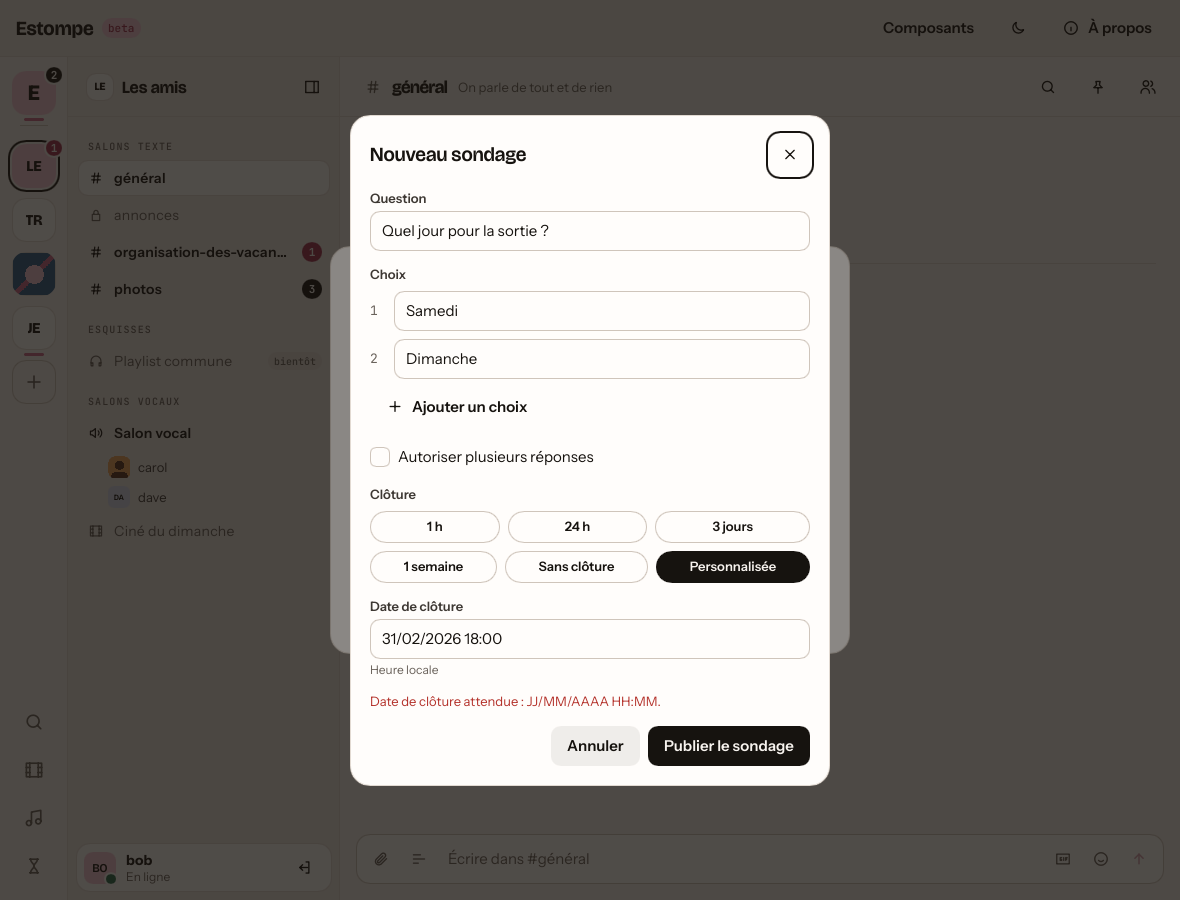 Estompe beta
Composants
À propos
E 2
LE Les amis
# général On parle de tout et de rien
LE 1
TR
JE
SALONS TEXTE
# général
annonces
# organisation-des-vacan... 1
# photos 3
ESQUISSES
Playlist commune bientôt
SALONS VOCAUX
Salon vocal
carol
DA dave
Ciné du dimanche
BO bob
En ligne
Nouveau sondage
Question
Quel jour pour la sortie ?
Choix
1 Samedi
2 Dimanche
Ajouter un choix
Autoriser plusieurs réponses
Clôture
1 h 24 h 3 jours
1 semaine Sans clôture Personnalisée
Date de clôture
31/02/2026 18:00
Heure locale
Date de clôture attendue : JJ/MM/AAAA HH:MM.
Annuler Publier le sondage
Écrire dans #général
GIF